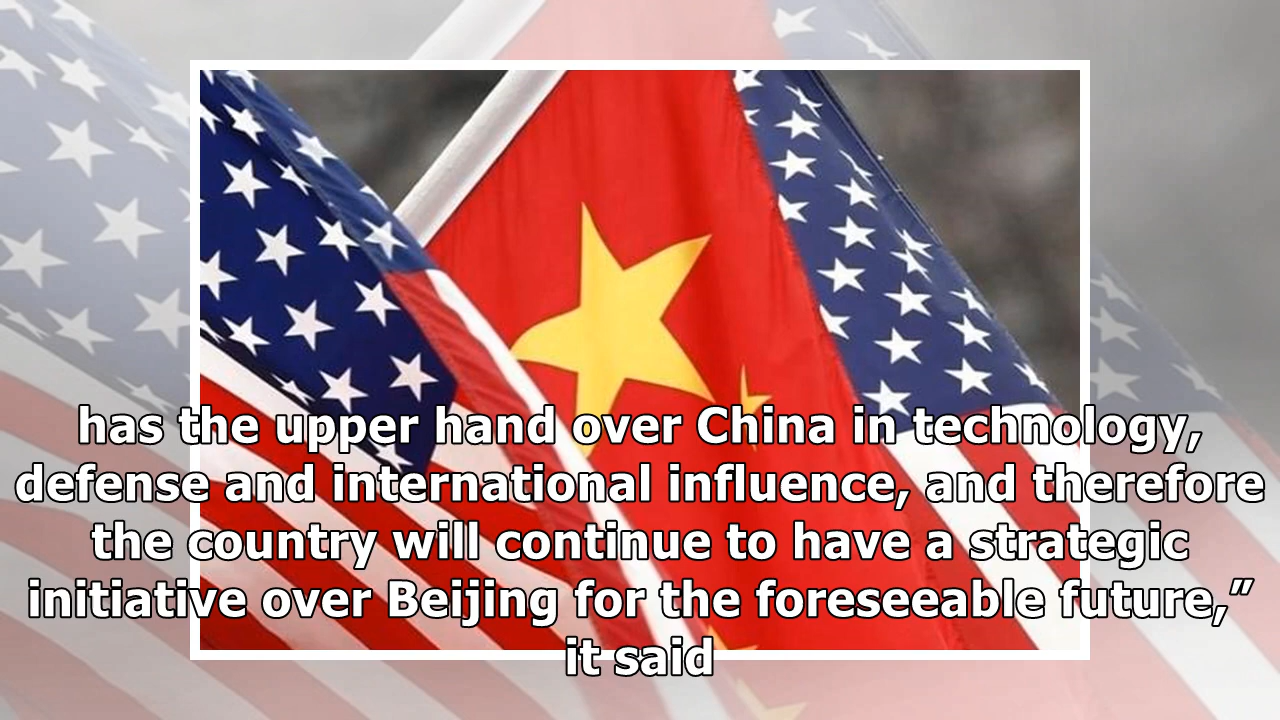 has the upper hand over China in technology,
defense and international influence, and therefore
the country will continue to have a strategic
initiative over Beijing for the foreseeable future,”
it said